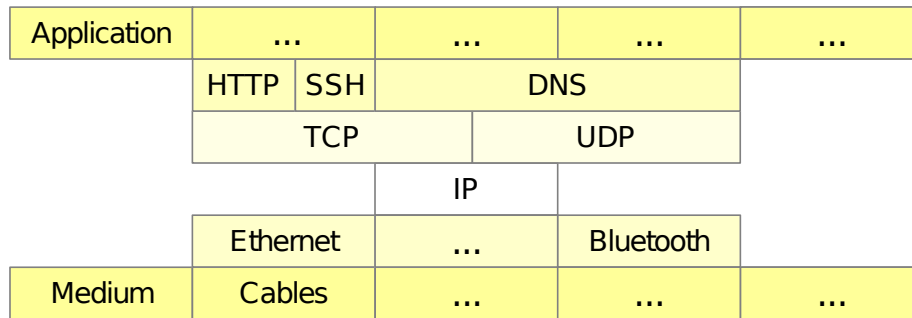 Application ... ... ... ...
HTTP SSH DNS
TCP UDP
IP
Ethernet ... Bluetooth
Medium Cables ... ... ...